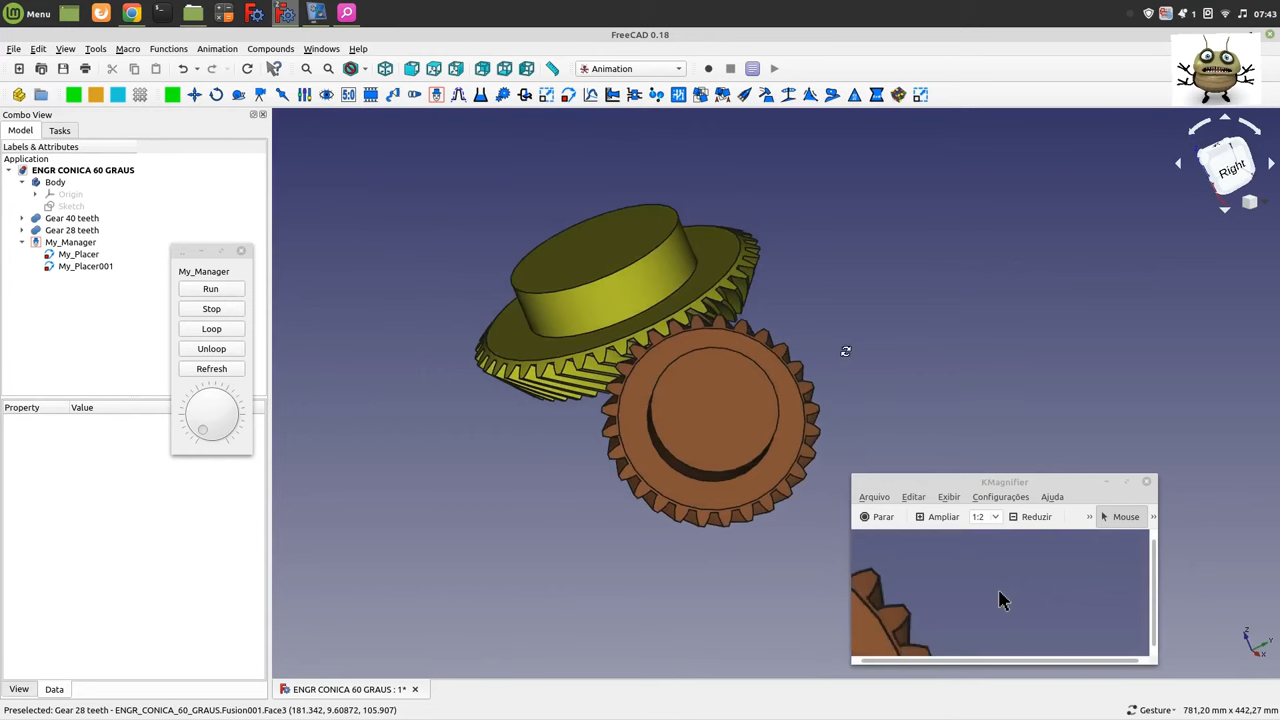 Menu
1
07:43
FreeCAD 0.18
File Edit View Tools Macro Functions Animation Compounds Windows Help
Animation
5:0
Combo View
Model Tasks
Labels & Attributes
Application
ENGR CONICA 60 GRAUS
Body
Origin
Sketch
Gear 40 teeth
Gear 28 teeth
My_Manager
My_Placer
My_Placer001
My_Manager
Run
Stop
Loop
Unloop
Refresh
Property Value
Right
KMagnifier
Arquivo Editar Exibir Configurações Ajuda
Parar Ampliar 1:2 Reduzir » Mouse »
Z
Y
X
View Data
ENGR CONICA 60 GRAUS : 1*
Preselected: Gear 28 teeth - ENGR_CONICA_60_GRAUS.Fusion001.Face3 (181.342, 9.60872, 105.907)
Gesture
781,20 mm x 442,27 mm